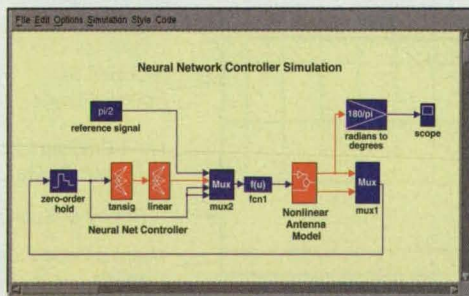 File Edit Options Simulation Style Code
Neural Network Controller Simulation
pi/2
reference signal
180/pi
radians to
degrees
scope
zero-order
hold
tansig
linear
Mux
mux2
f(u)
fcn1
Nonlinear
Antenna
Model
Mux
mux1
Neural Net Controller